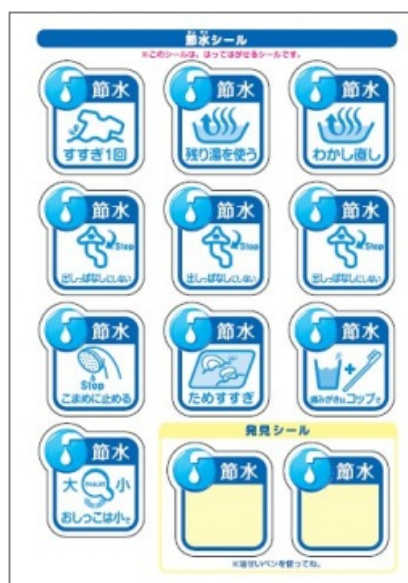 節水シール
※このシールは、はってはがせるシールです。
節水
すすぎ1回
節水
残り湯を使う
節水
わかし直し
節水
Stop
出しっぱなしにしない
節水
Stop
出しっぱなしにしない
節水
Stop
出しっぱなしにしない
節水
Stop
こまめに止める
節水
ためすすぎ
節水
歯みがきはコップで
節水
大 小
おしっこは小で
発見シール
節水
節水
※油せいペンを使ってね。